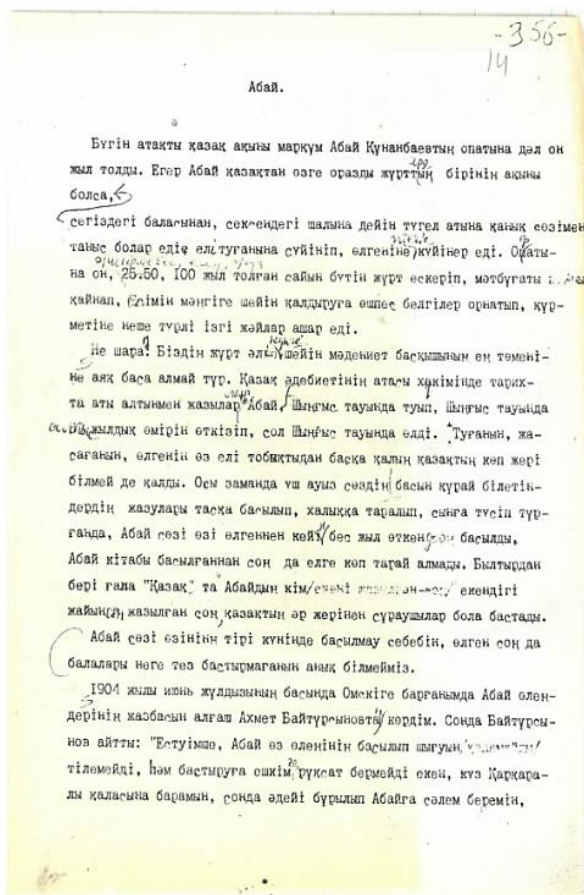 -356-
14
Абай.
Бүгін атақты қазақ ақыны марқұм Абай Құнанбаевтың опатына дәл он
жыл толды. Егер Абай қазақтан өзге оразды жұрттың бірінің ақыны
болса,
сегіздегі баласынан, сексендегі шалына дейін түгел атына қанық сөзімен
таныс болар еді елі туғанына сүйініп, өлгеніне күйінер еді. Опаты-
на он, 25.50, 100 жыл толған сайын бүтін жұрт ескеріп, мәтбұғаты
қайнап, есімін мәңгіге шейін қалдыруға өшпес белгілер орнатып, құр-
метіне неше түрлі ізгі жәйлар ашар еді.
Не шара? Біздің жұрт әлі шейін мәдениет басқышының ең төмені-
не аяқ баса алмай тұр. Қазақ әдебиетінің атасы хәкімінде тарих-
та аты алтынмен жазылар Абай, Шыңғыс тауында туып, Шыңғыс тауында
жылдық өмірін өткізіп, сол Шыңғыс тауында өлді. Туғанын, жа-
сағанын, өлгенін өз елі тобықтыдан басқа қалың қазақтың көп жері
білмей де қалды. Осы заманда үш ауыз сөздің басын құрай білетін-
дердің жазулары тасқа басылып, халыққа таралып, сынға түсіп тұр-
ғанда, Абай сөзі өзі өлгеннен кейін бес жыл өткен басылды,
Абай кітабы басылғаннан соң да елге көп тарай алмады. Былтырдан
бері ғана "Қазақ" та Абайдың кім екендігі
жайынан жазылған соң қазақтың әр жерінен сұраушылар бола бастады.
Абай сөзі өзінінң тірі күнінде басылмау себебін, өлген соң да
балалары неге тез бастырмағанын анық білмейміз.
1904 жылы июнь жұлдызының басында Омскіге барғанымда Абай өлең-
дерінің жазбасын алғаш Ахмет Байтұрсыновта көрдім. Сонда Байтұрсы-
нов айтты: "Естуімше, Абай өз өлеңінің басылып шығуын
тілемейді, һәм бастыруға ешкімге рұқсат бермейді екен, күз Қарқара-
лы қаласына барамын, сонда әдейі бұрылып Абайға сәлем беремін,